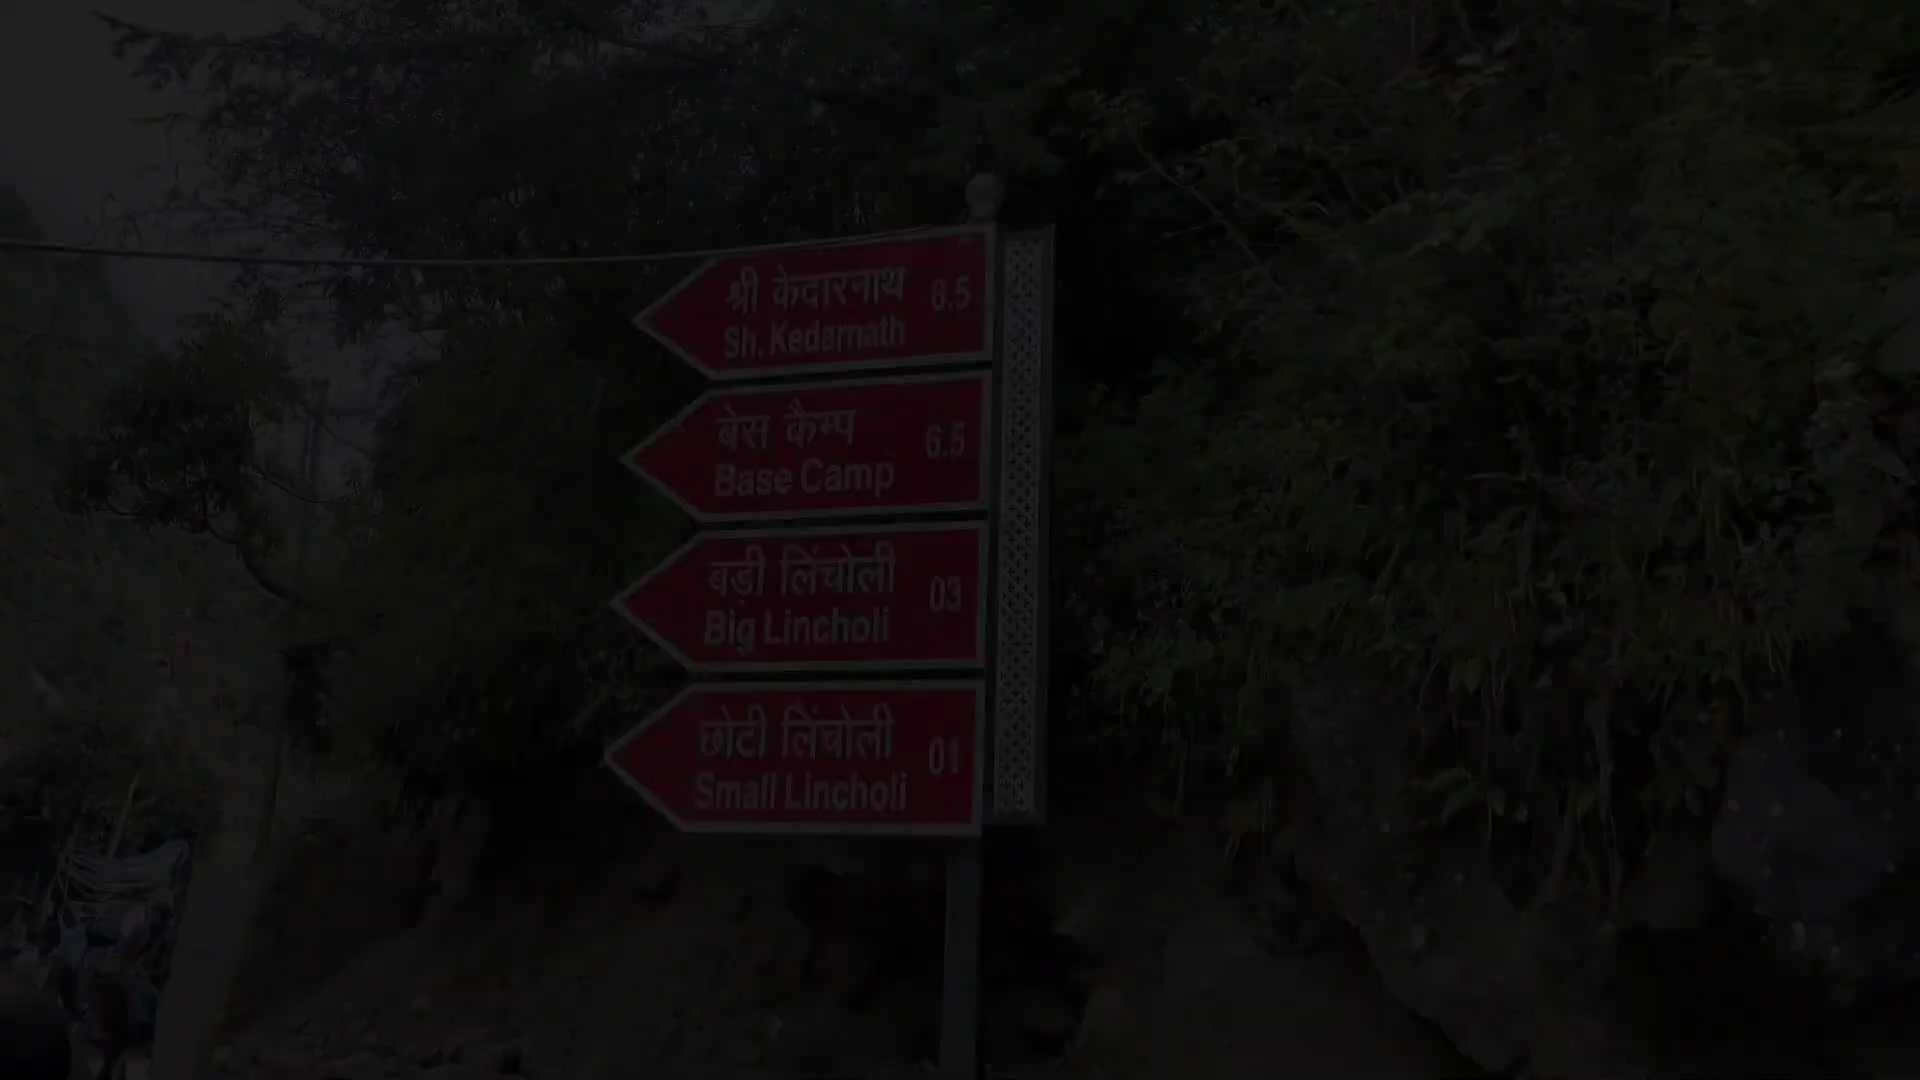 श्री केदारनाथ 8.5
Sh. Kedarnath
बेस कैम्प 6.5
Base Camp
बड़ी लिंचोली 03
Big Lincholi
छोटी लिंचोली 01
Small Lincholi